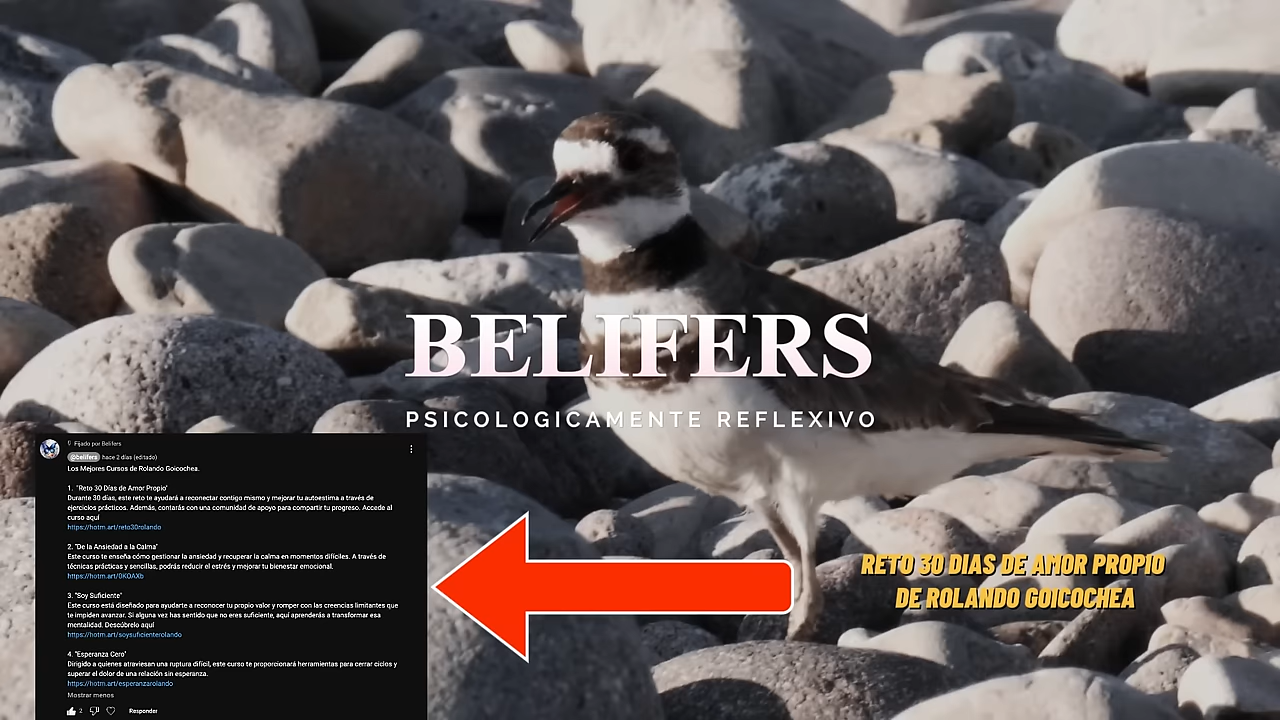 BELIFERS
PSICOLOGICAMENTE REFLEXIVO
Fijado por Belifers
@belifers hace 2 días (editado)
Los Mejores Cursos de Rolando Goicochea.
1. "Reto 30 Días de Amor Propio"
Durante 30 días, este reto te ayudará a reconectar contigo mismo y mejorar tu autoestima a través de
ejercicios prácticos. Además, contarás con una comunidad de apoyo para compartir tu progreso. Accede al
curso aquí
https://hotm.art/reto30rolando
2. "De la Ansiedad a la Calma"
Este curso te enseña cómo gestionar la ansiedad y recuperar la calma en momentos difíciles. A través de
técnicas prácticas y sencillas, podrás reducir el estrés y mejorar tu bienestar emocional.
https://hotm.art/0KOAXb
3. "Soy Suficiente"
Este curso está diseñado para ayudarte a reconocer tu propio valor y romper con las creencias limitantes que
te impiden avanzar. Si alguna vez has sentido que no eres suficiente, aquí aprenderás a transformar esa
mentalidad. Descúbrelo aquí
https://hotm.art/soysuficienterolando
4. "Esperanza Cero"
Dirigido a quienes atraviesan una ruptura difícil, este curso te proporcionará herramientas para cerrar ciclos y
superar el dolor de una relación sin esperanza.
https://hotm.art/esperanzarolando
Mostrar menos
2 Responder
RETO 30 DIAS DE AMOR PROPIO
DE ROLANDO GOICOCHEA